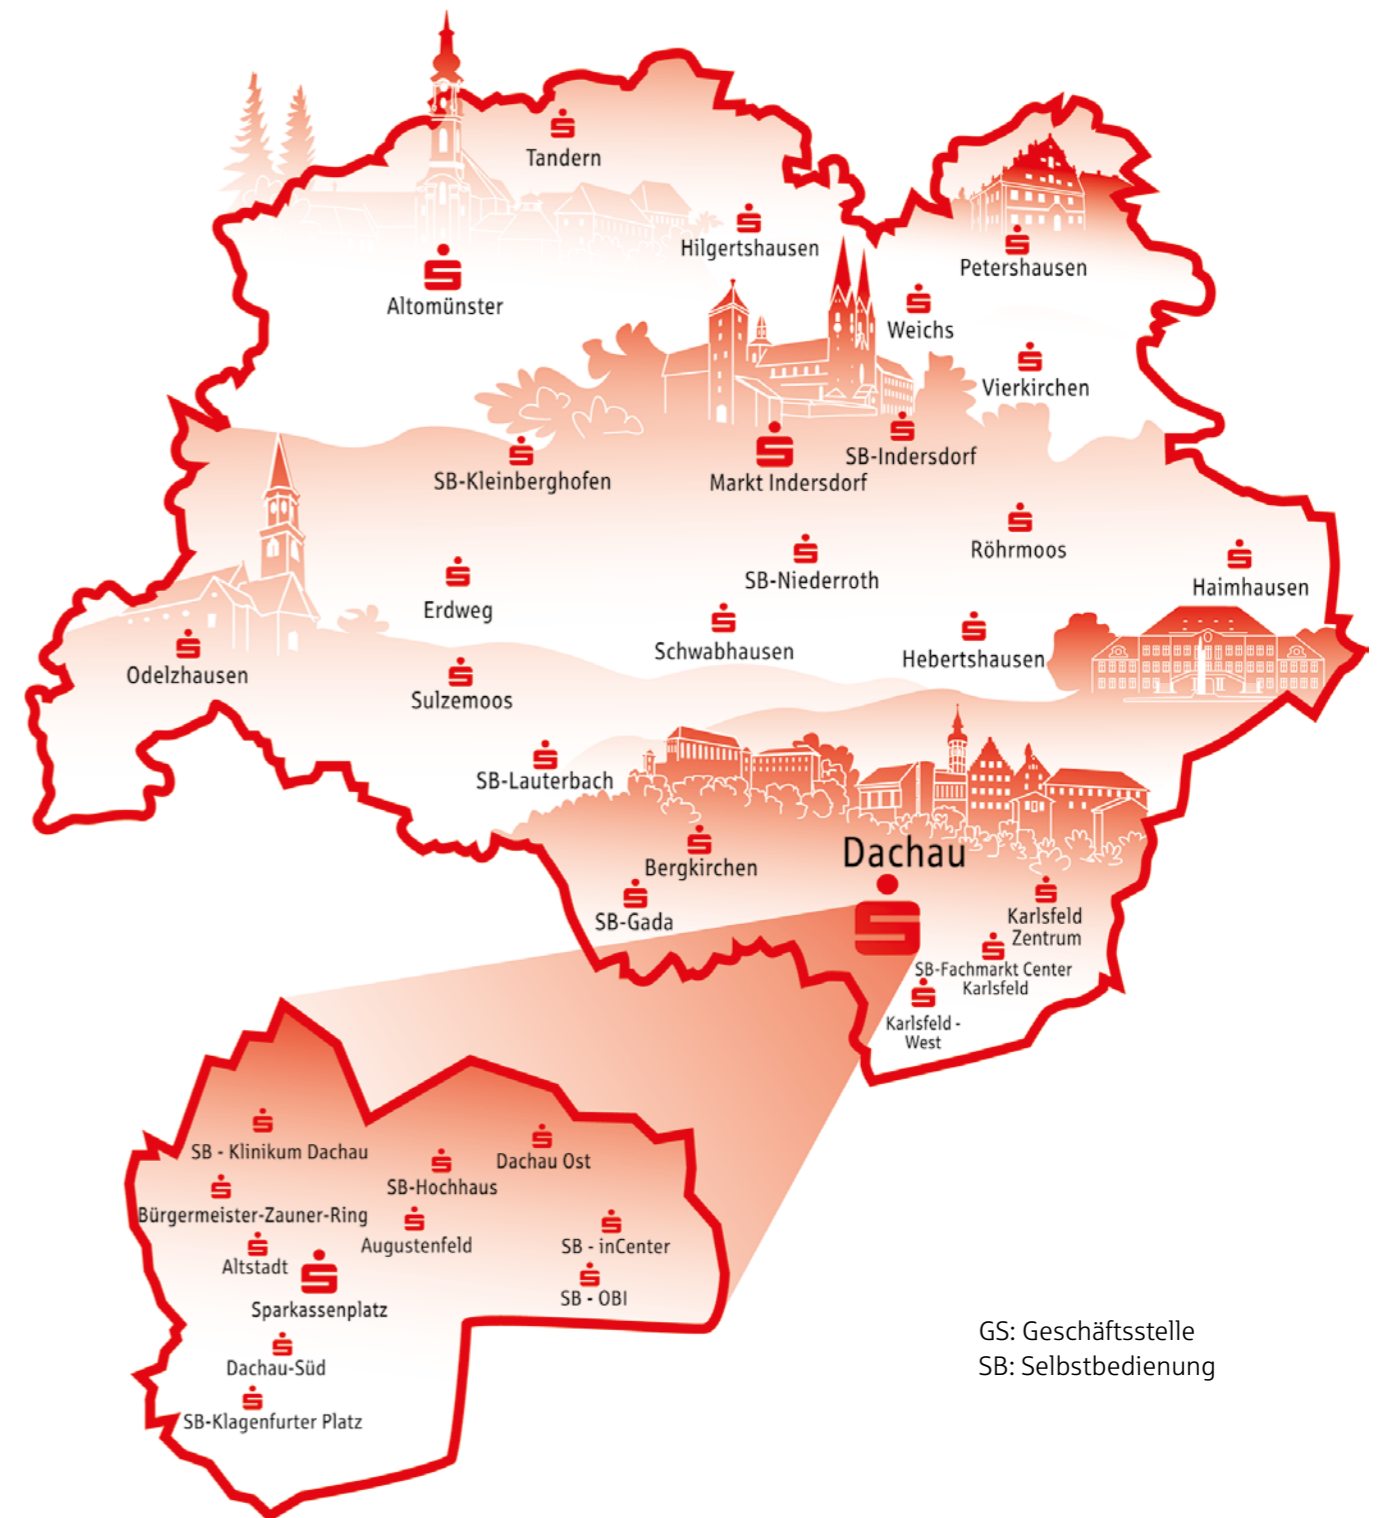 Tandern
Hilgertshausen
Petershausen
Altomünster
Weichs
Vierkirchen
SB-Indersdorf
SB-Kleinberghofen
Markt Indersdorf
Röhrmoos
SB-Niederroth
Haimhausen
Erdweg
Schwabhausen
Hebertshausen
Odelzhausen
Sulzemoos
SB-Lauterbach
Dachau
Bergkirchen
SB-Gada
Karlsfeld
Zentrum
SB-Fachmarkt Center
Karlsfeld
Karlsfeld -
West
SB - Klinikum Dachau
Dachau Ost
SB-Hochhaus
Bürgermeister-Zauner-Ring
Augustenfeld
SB - inCenter
Altstadt
SB - OBI
Sparkassenplatz
Dachau-Süd
SB-Klagenfurter Platz
GS: Geschäftsstelle
SB: Selbstbedienung